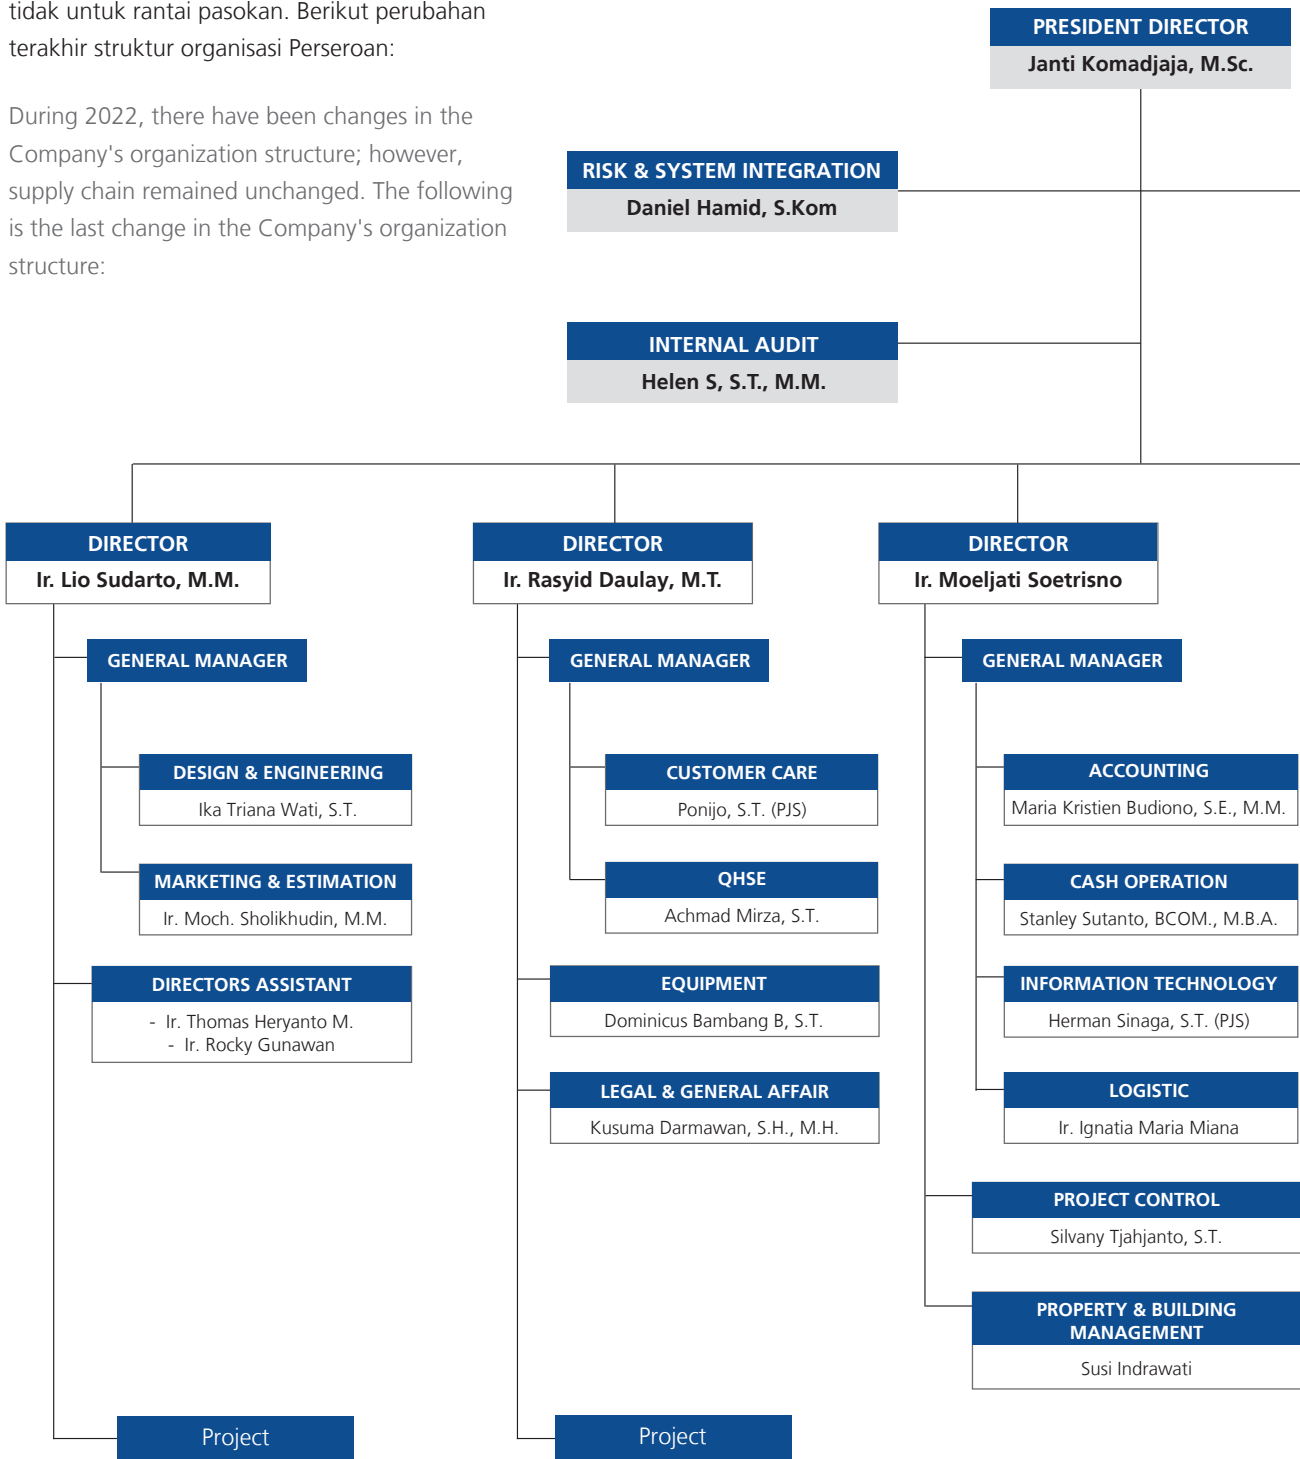 tidak untuk rantai pasokan. Berikut perubahan
terakhir struktur organisasi Perseroan:
During 2022, there have been changes in the
Company's organization structure; however,
supply chain remained unchanged. The following
is the last change in the Company's organization
structure:
PRESIDENT DIRECTOR
Janti Komadjaja, M.Sc.
RISK & SYSTEM INTEGRATION
Daniel Hamid, S.Kom
INTERNAL AUDIT
Helen S, S.T., M.M.
DIRECTOR
Ir. Lio Sudarto, M.M.
GENERAL MANAGER
DESIGN & ENGINEERING
Ika Triana Wati, S.T.
MARKETING & ESTIMATION
Ir. Moch. Sholikhudin, M.M.
DIRECTORS ASSISTANT
- Ir. Thomas Heryanto M.
- Ir. Rocky Gunawan
Project
DIRECTOR
Ir. Rasyid Daulay, M.T.
GENERAL MANAGER
CUSTOMER CARE
Ponijo, S.T. (PJS)
QHSE
Achmad Mirza, S.T.
EQUIPMENT
Dominicus Bambang B, S.T.
LEGAL & GENERAL AFFAIR
Kusuma Darmawan, S.H., M.H.
Project
DIRECTOR
Ir. Moeljati Soetrisno
GENERAL MANAGER
ACCOUNTING
Maria Kristien Budiono, S.E., M.M.
CASH OPERATION
Stanley Sutanto, BCOM., M.B.A.
INFORMATION TECHNOLOGY
Herman Sinaga, S.T. (PJS)
LOGISTIC
Ir. Ignatia Maria Miana
PROJECT CONTROL
Silvany Tjahjanto, S.T.
PROPERTY & BUILDING
MANAGEMENT
Susi Indrawati